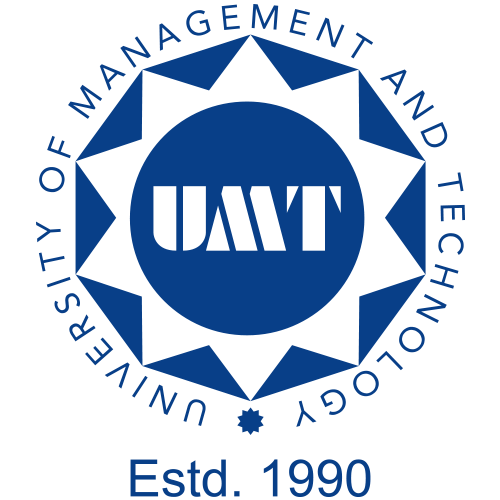 UNIVERSITY OF MANAGEMENT AND TECHNOLOGY
UMT
Estd. 1990